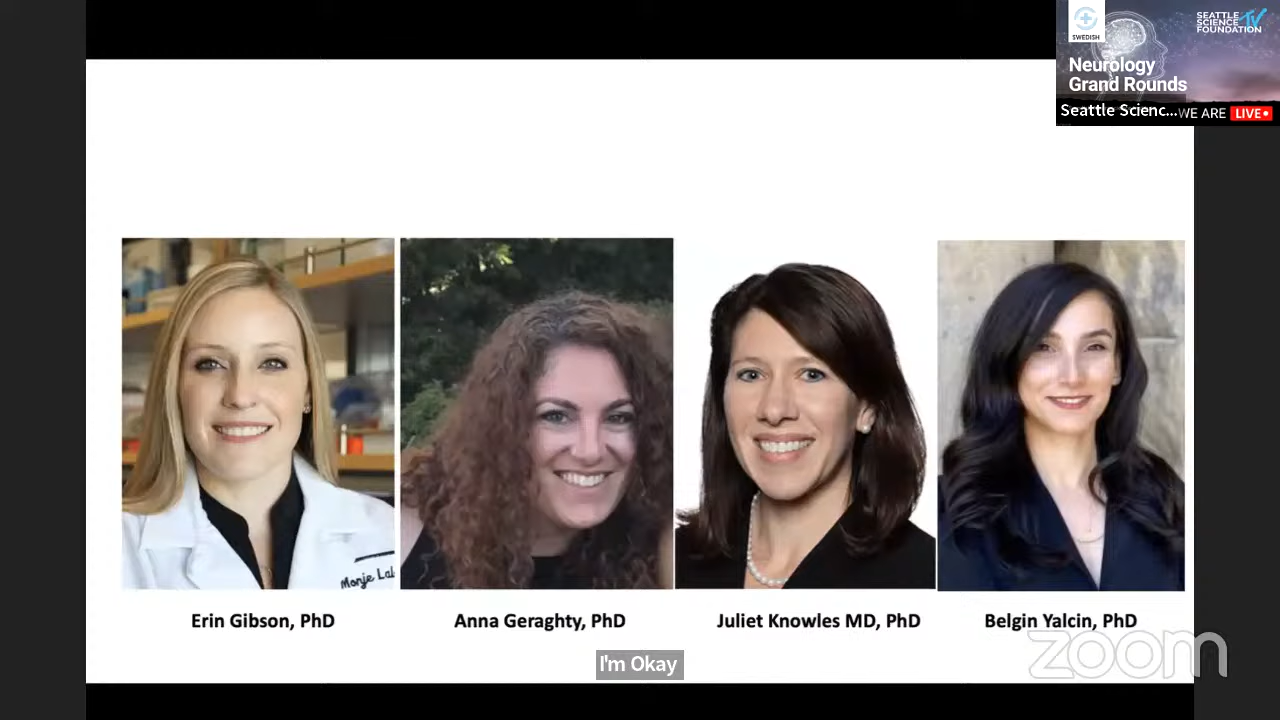 SWEDISH
SEATTLE
SCIENCE TV
FOUNDATION
Neurology
Grand Rounds
Seattle Scienc...
WE ARE LIVE
Monje Lab
Erin Gibson, PhD
Anna Geraghty, PhD
Juliet Knowles MD, PhD
Belgin Yalcin, PhD
I'm Okay
zoom